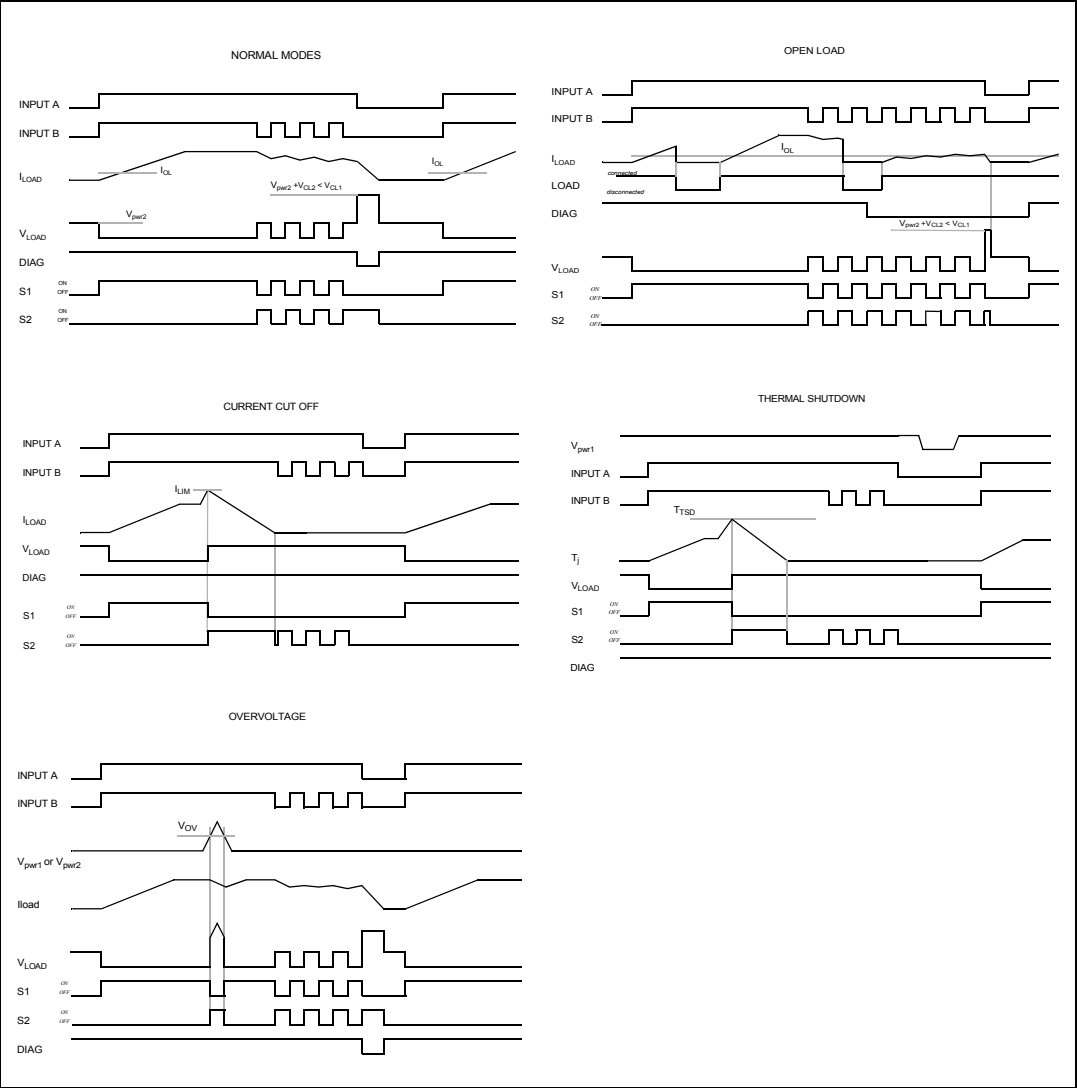 NORMAL MODES
INPUT A
INPUT B
ILOAD
IOL
IOL
Vpwr2 +VCL2 < VCL1
Vpwr2
VLOAD
DIAG
S1
ON
OFF
S2
ON
OFF
OPEN LOAD
INPUT A
INPUT B
IOL
ILOAD
connected
LOAD
disconnected
DIAG
Vpwr2 +VCL2 < VCL1
VLOAD
S1
ON
OFF
S2
ON
OFF
CURRENT CUT OFF
INPUT A
INPUT B
ILIM
ILOAD
VLOAD
DIAG
S1
ON
OFF
S2
ON
OFF
THERMAL SHUTDOWN
Vpwr1
INPUT A
INPUT B
TTSD
Tj
VLOAD
S1
ON
OFF
S2
ON
OFF
DIAG
OVERVOLTAGE
INPUT A
INPUT B
VOV
Vpwr1 or Vpwr2
Iload
VLOAD
S1
ON
OFF
S2
ON
OFF
DIAG